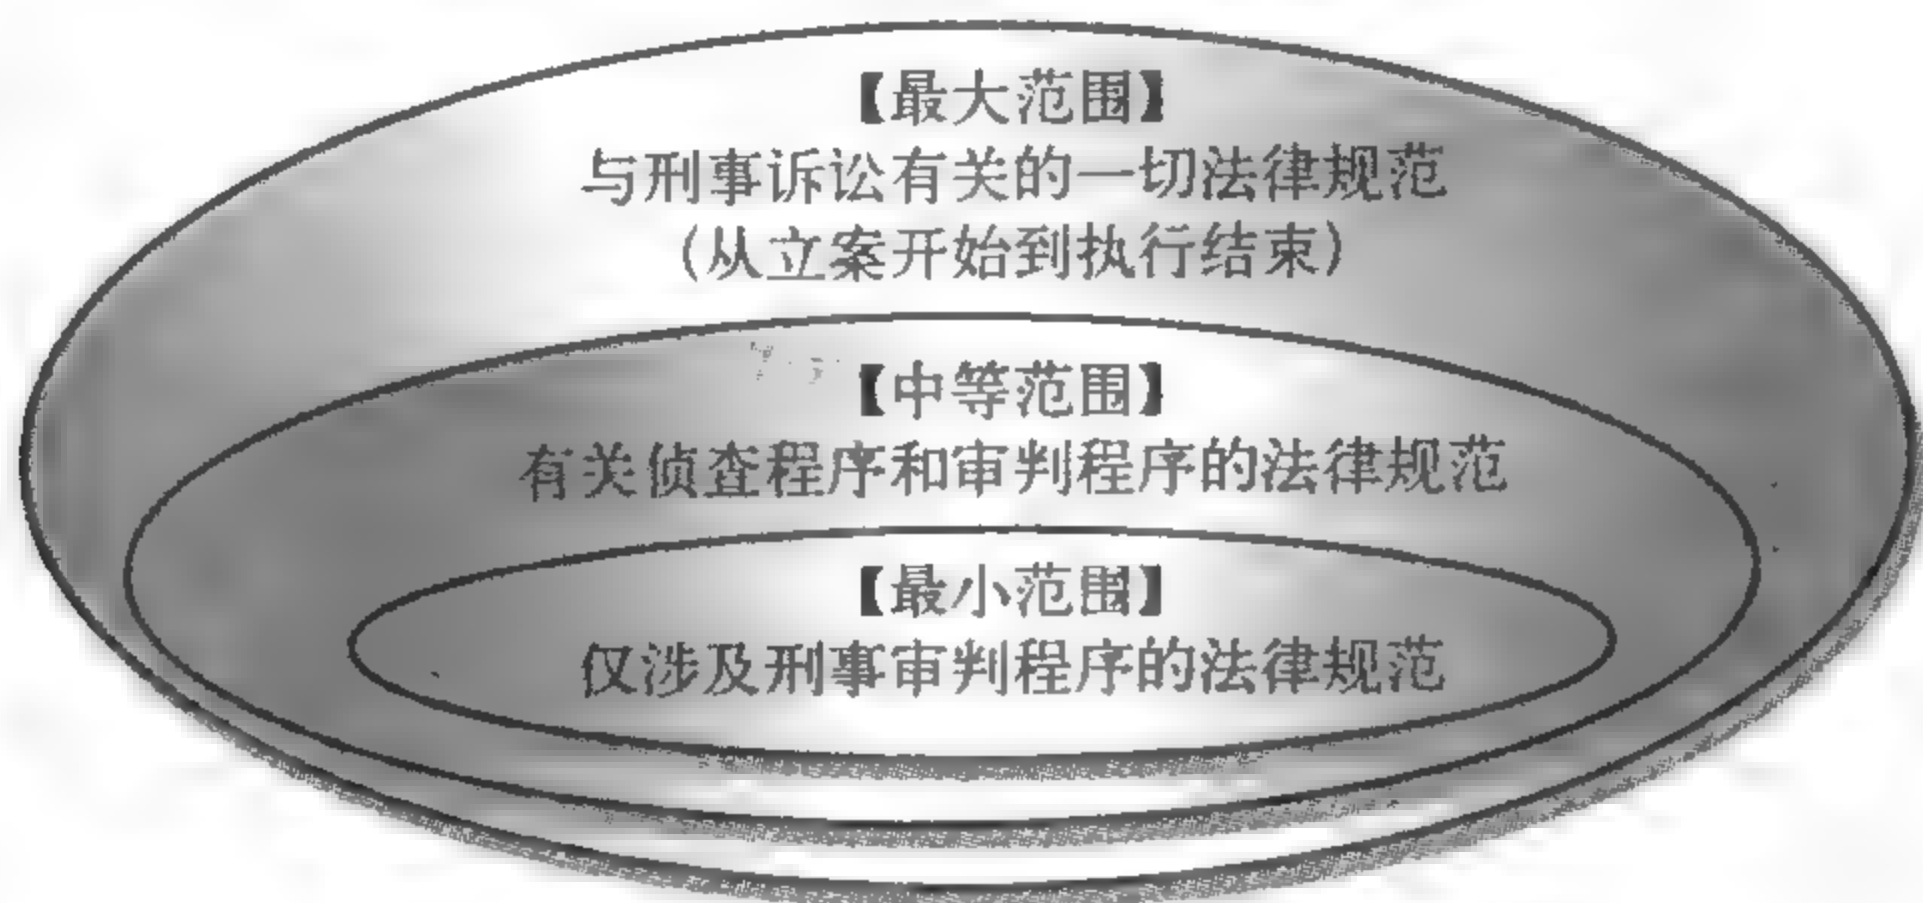 【最大范围】
与刑事诉讼有关的一切法律规范
(从立案开始到执行结束)
【中等范围】
有关侦查程序和审判程序的法律规范
【最小范围】
仅涉及刑事审判程序的法律规范